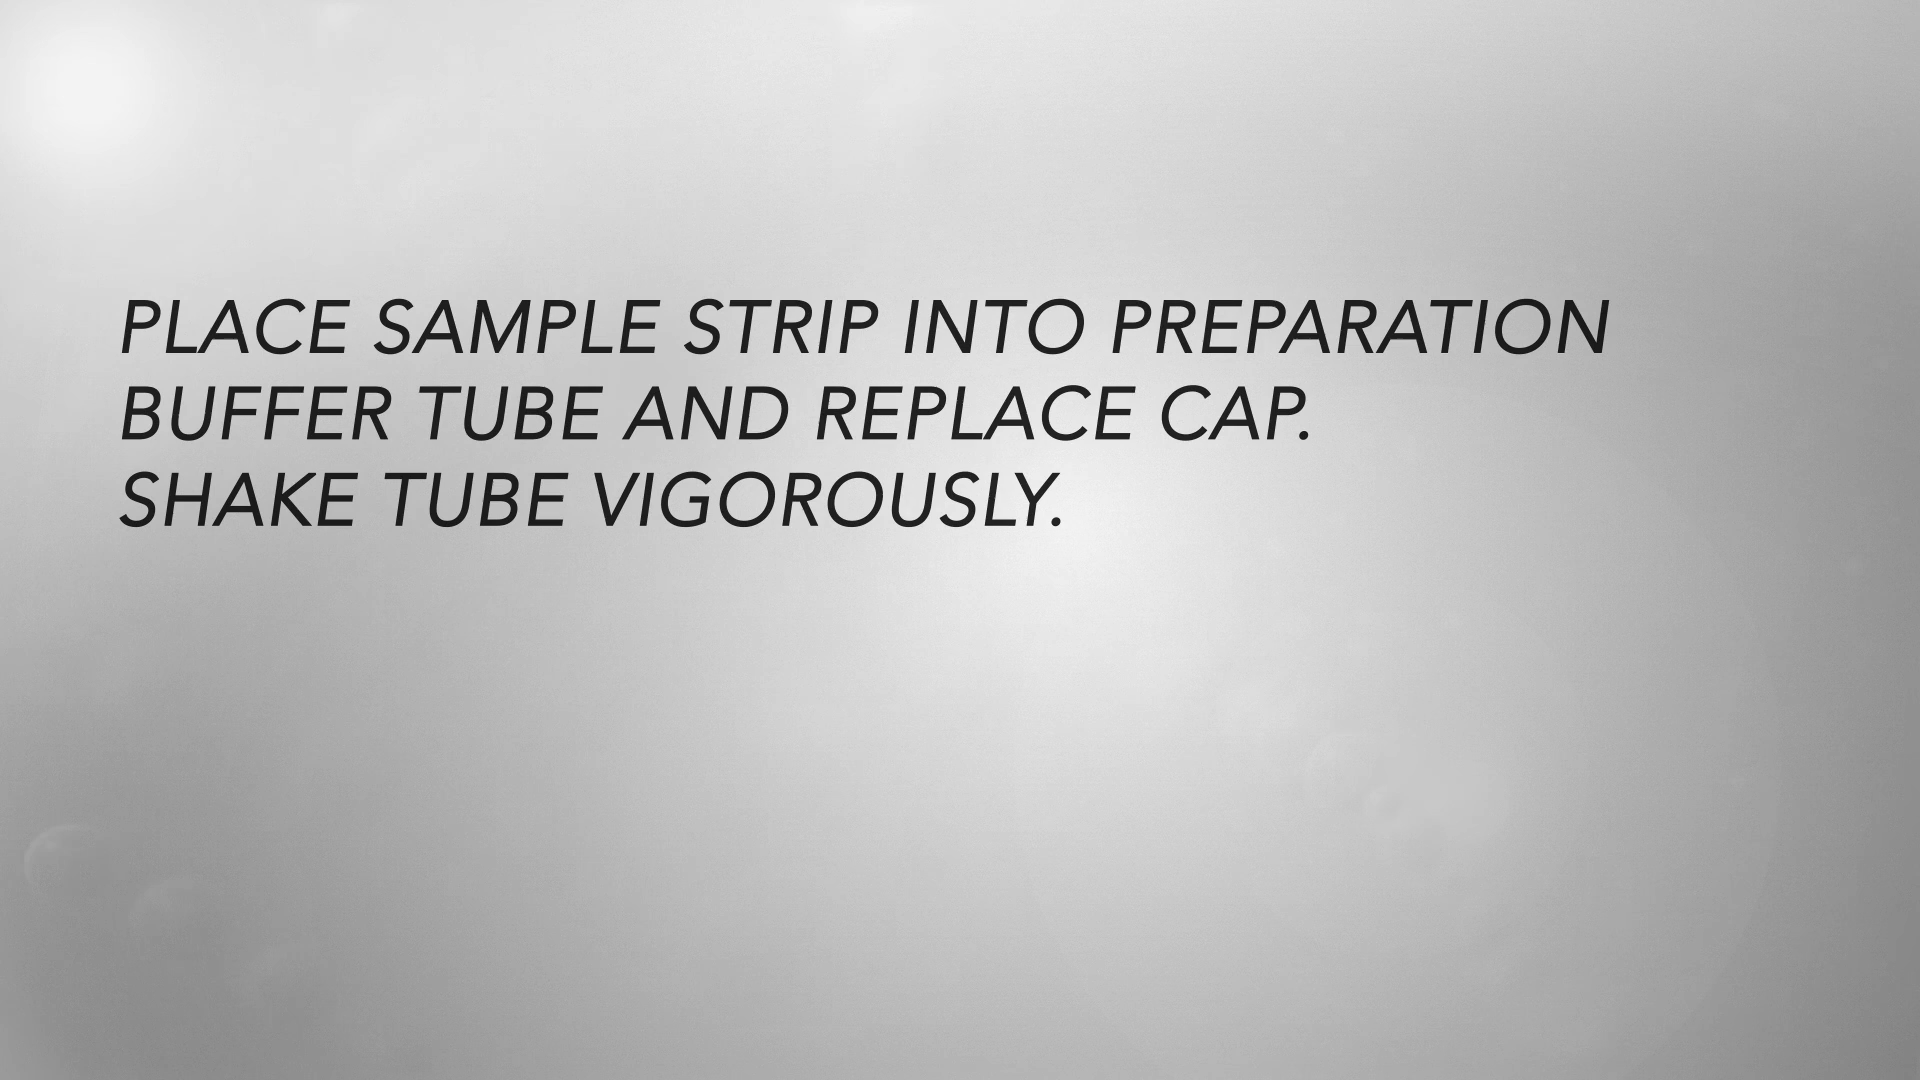 PLACE SAMPLE STRIP INTO PREPARATION
BUFFER TUBE AND REPLACE CAP.
SHAKE TUBE VIGOROUSLY.